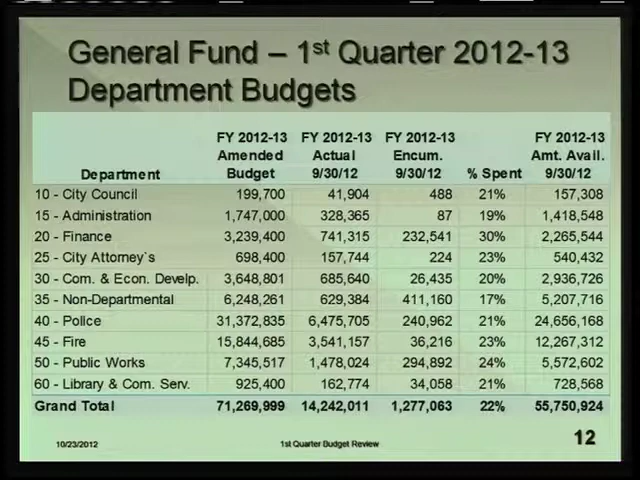 General Fund – 1st Quarter 2012-13
Department Budgets
Department | FY 2012-13 Amended Budget | FY 2012-13 Actual 9/30/12 | FY 2012-13 Encum. 9/30/12 | % Spent | FY 2012-13 Amt. Avail. 9/30/12
10 - City Council 199,700 41,904 488 21% 157,308
15 - Administration 1,747,000 328,365 87 19% 1,418,548
20 - Finance 3,239,400 741,315 232,541 30% 2,265,544
25 - City Attorney`s 698,400 157,744 224 23% 540,432
30 - Com. & Econ. Develp. 3,648,801 685,640 26,435 20% 2,936,726
35 - Non-Departmental 6,248,261 629,384 411,160 17% 5,207,716
40 - Police 31,372,835 6,475,705 240,962 21% 24,656,168
45 - Fire 15,844,685 3,541,157 36,216 23% 12,267,312
50 - Public Works 7,345,517 1,478,024 294,892 24% 5,572,602
60 - Library & Com. Serv. 925,400 162,774 34,058 21% 728,568
Grand Total 71,269,999 14,242,011 1,277,063 22% 55,750,924
10/23/2012 1st Quarter Budget Review 12